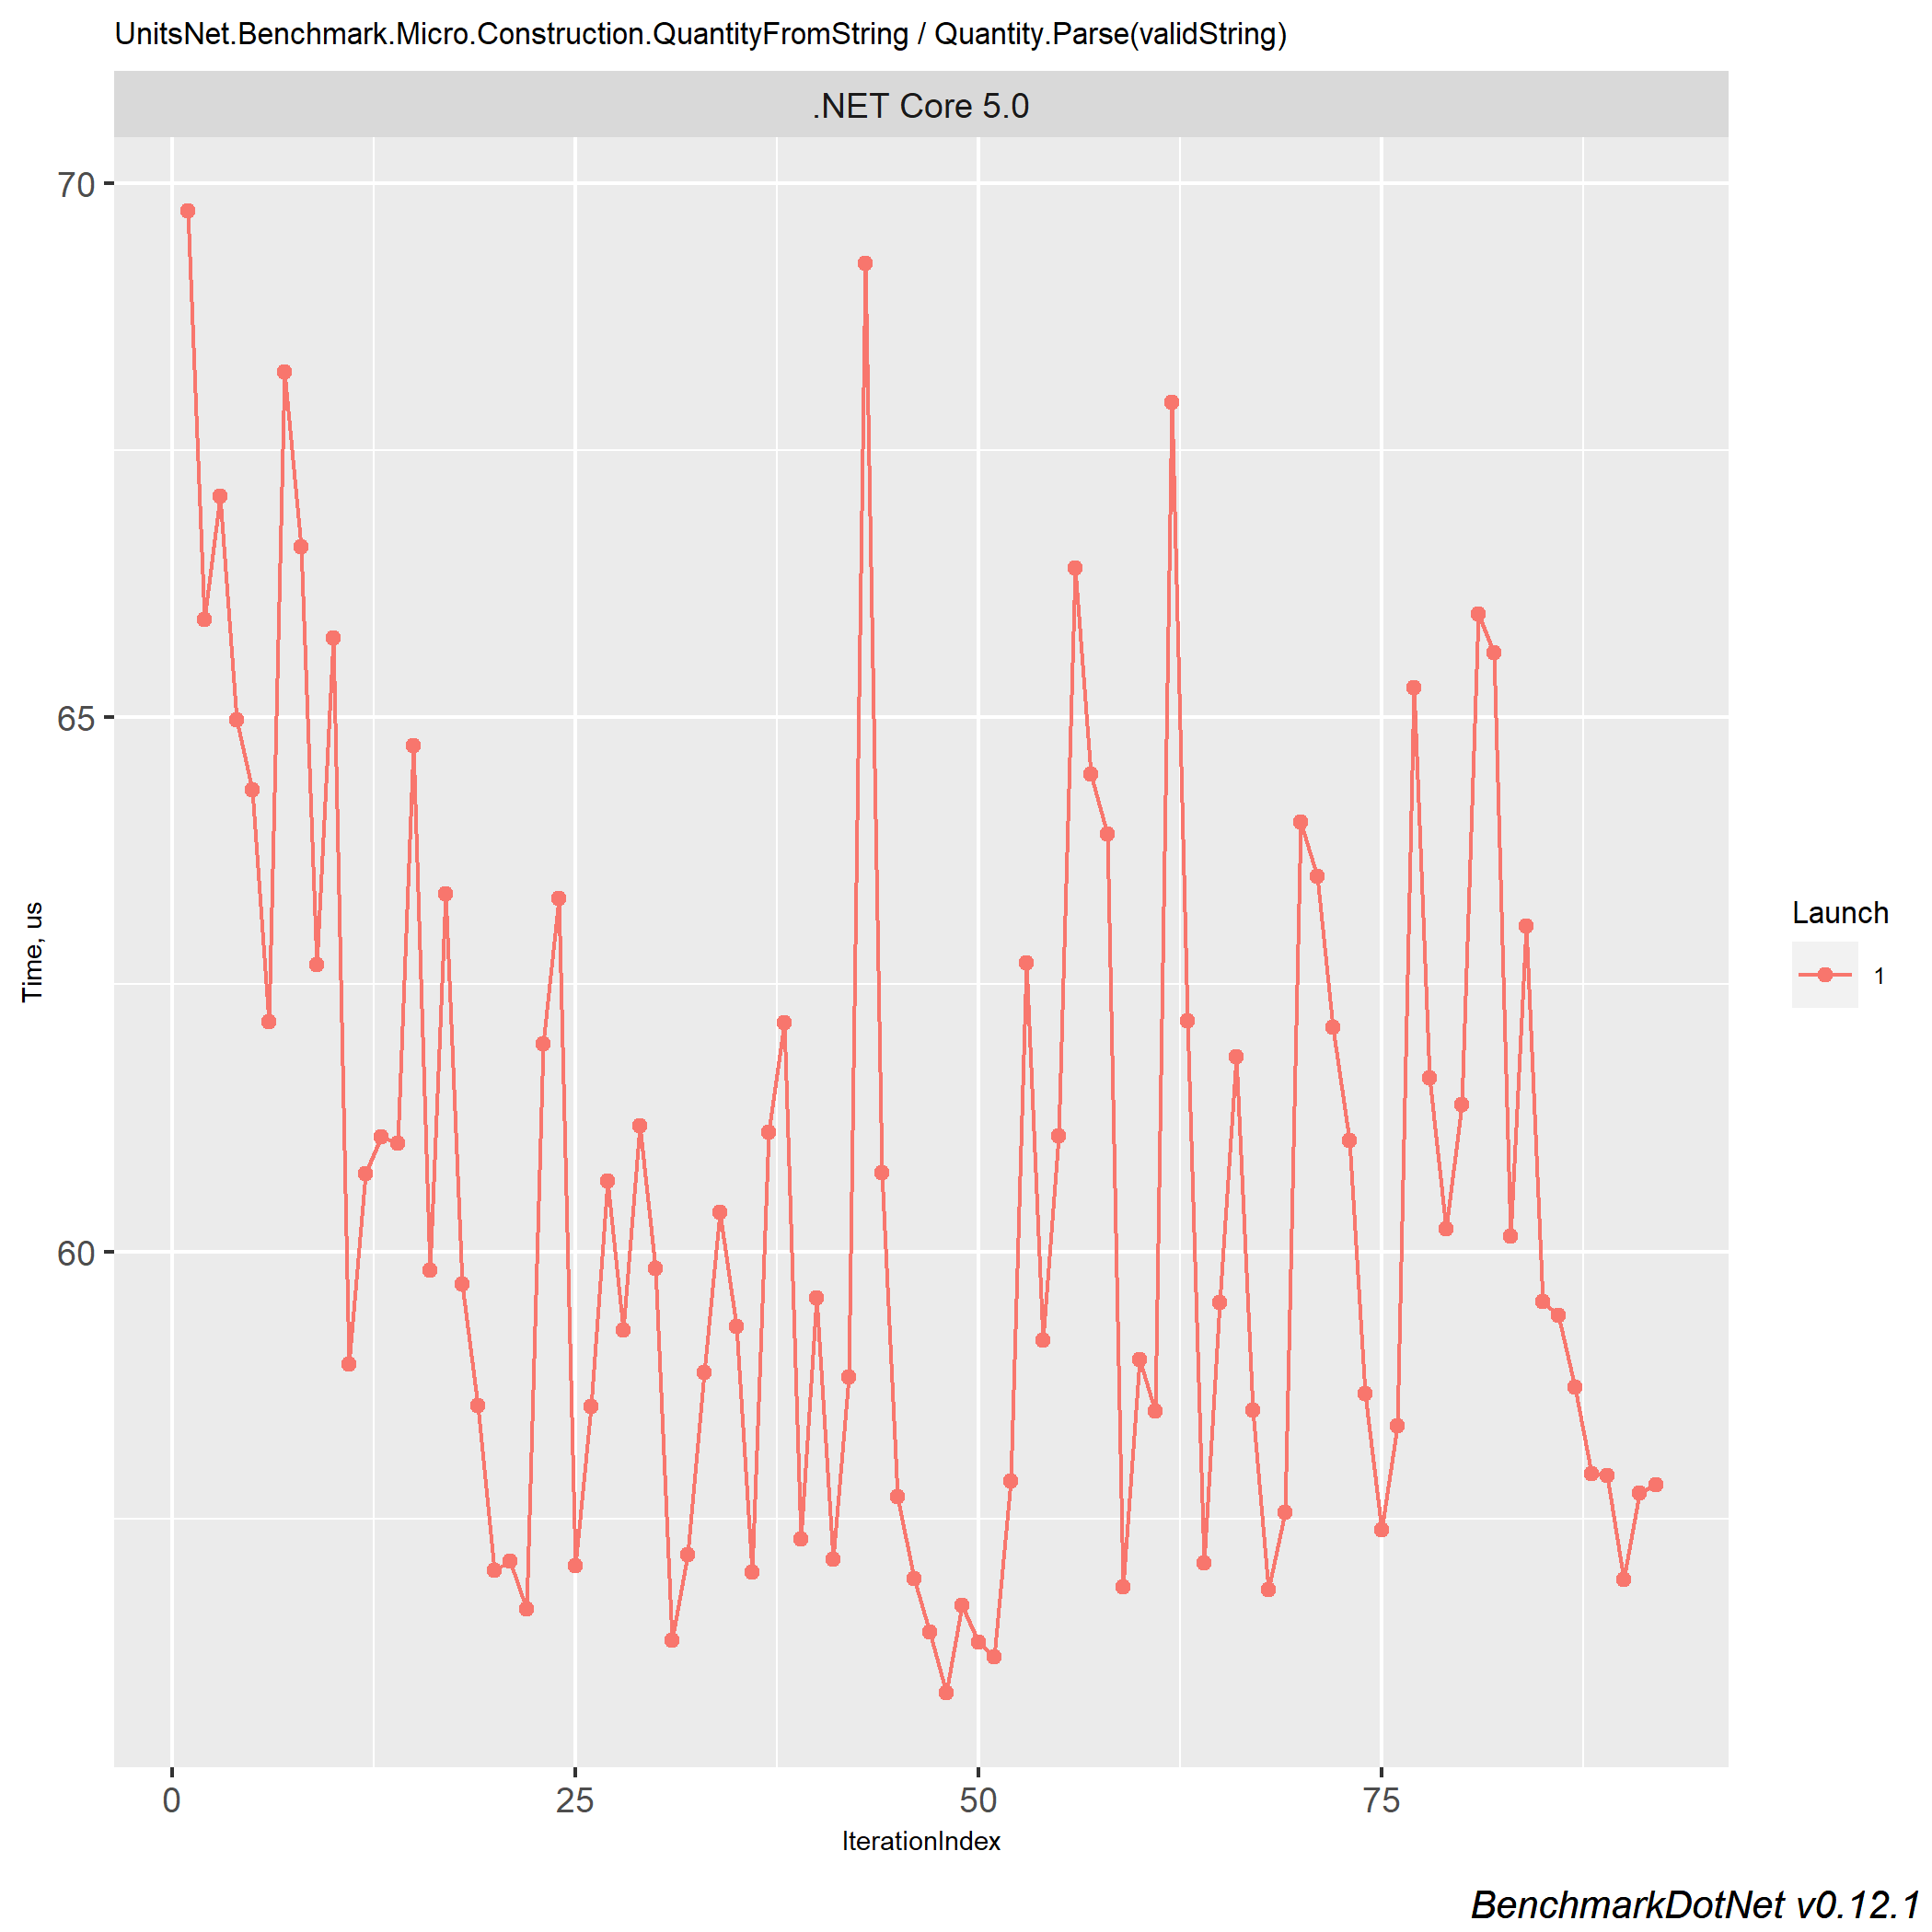 UnitsNet.Benchmark.Micro.Construction.QuantityFromString / Quantity.Parse(validString)
.NET Core 5.0
70
65
60
Time, us
0 25 50 75
IterationIndex
Launch
1
BenchmarkDotNet v0.12.1